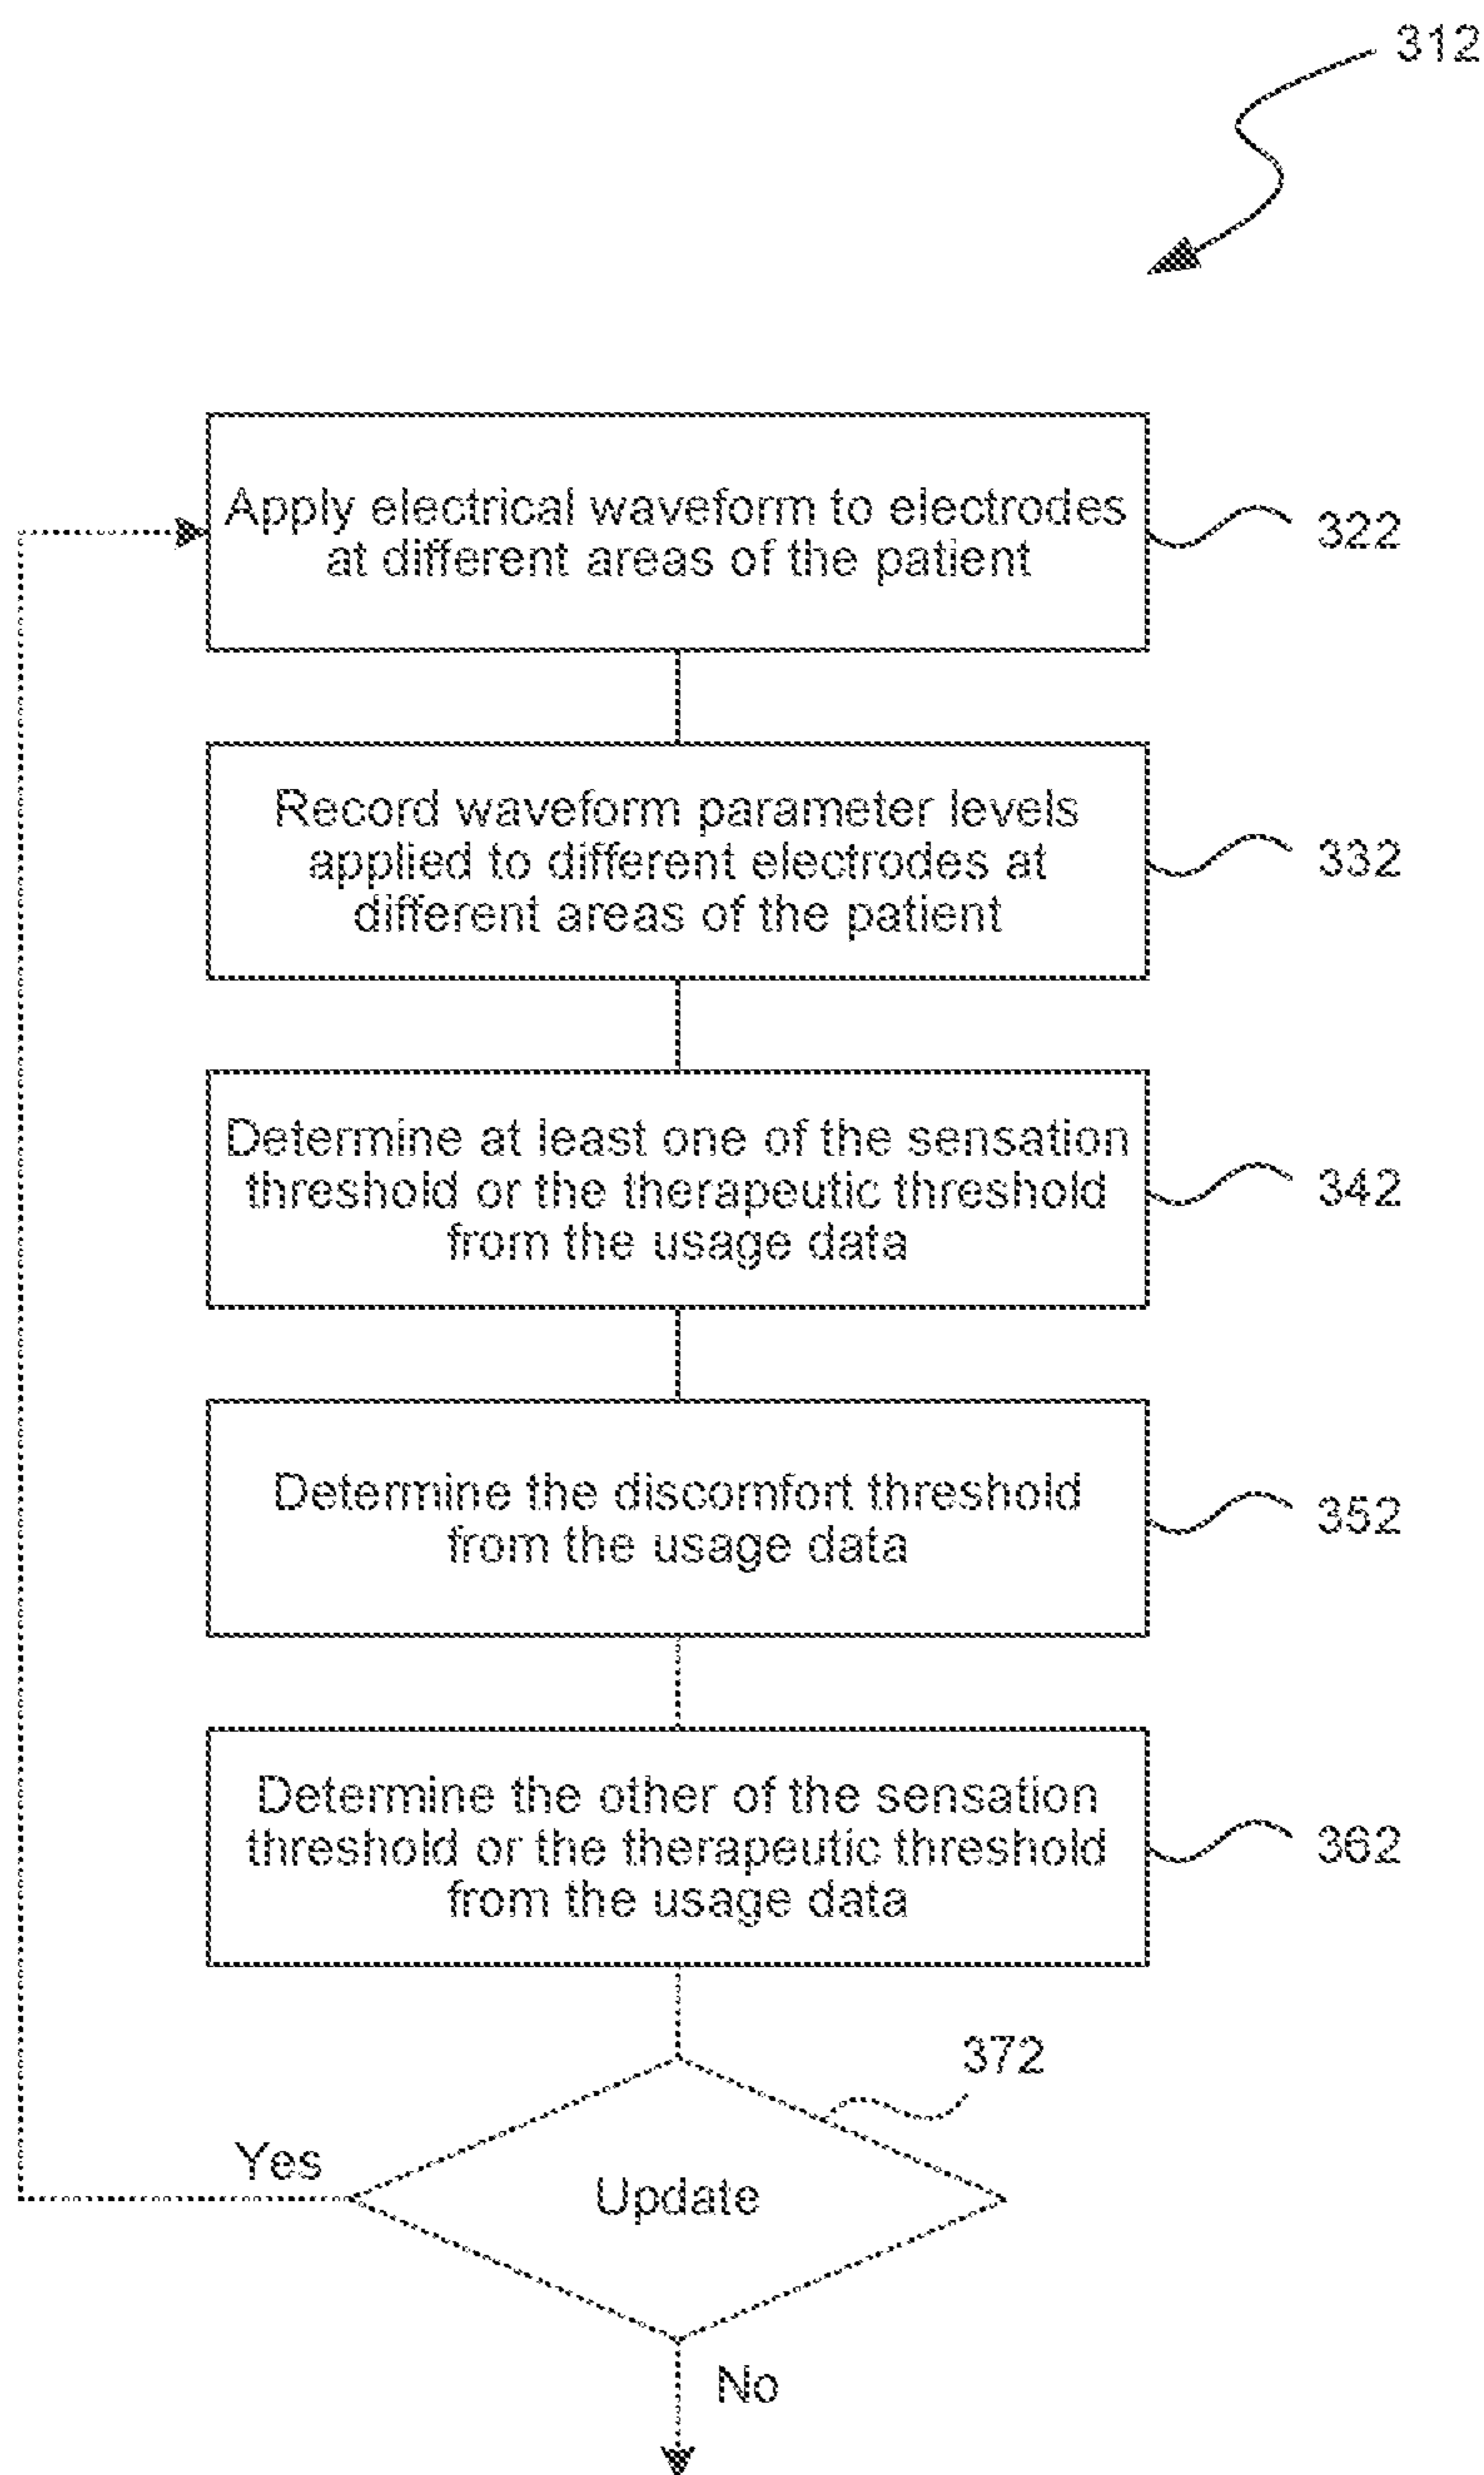 312
Apply electrical waveform to electrodes
at different areas of the patient
322
Record waveform parameter levels
applied to different electrodes at
different areas of the patient
332
Determine at least one of the sensation
threshold or the therapeutic threshold
from the usage data
342
Determine the discomfort threshold
from the usage data
352
Determine the other of the sensation
threshold or the therapeutic threshold
from the usage data
362
372
Yes
Update
No